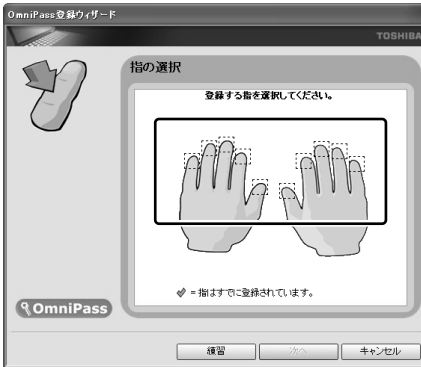 OmniPass登録ウィザード
TOSHIBA
指の選択
登録する指を選択してください。
= 指はすでに登録されています。
OmniPass
練習
次へ
キャンセル